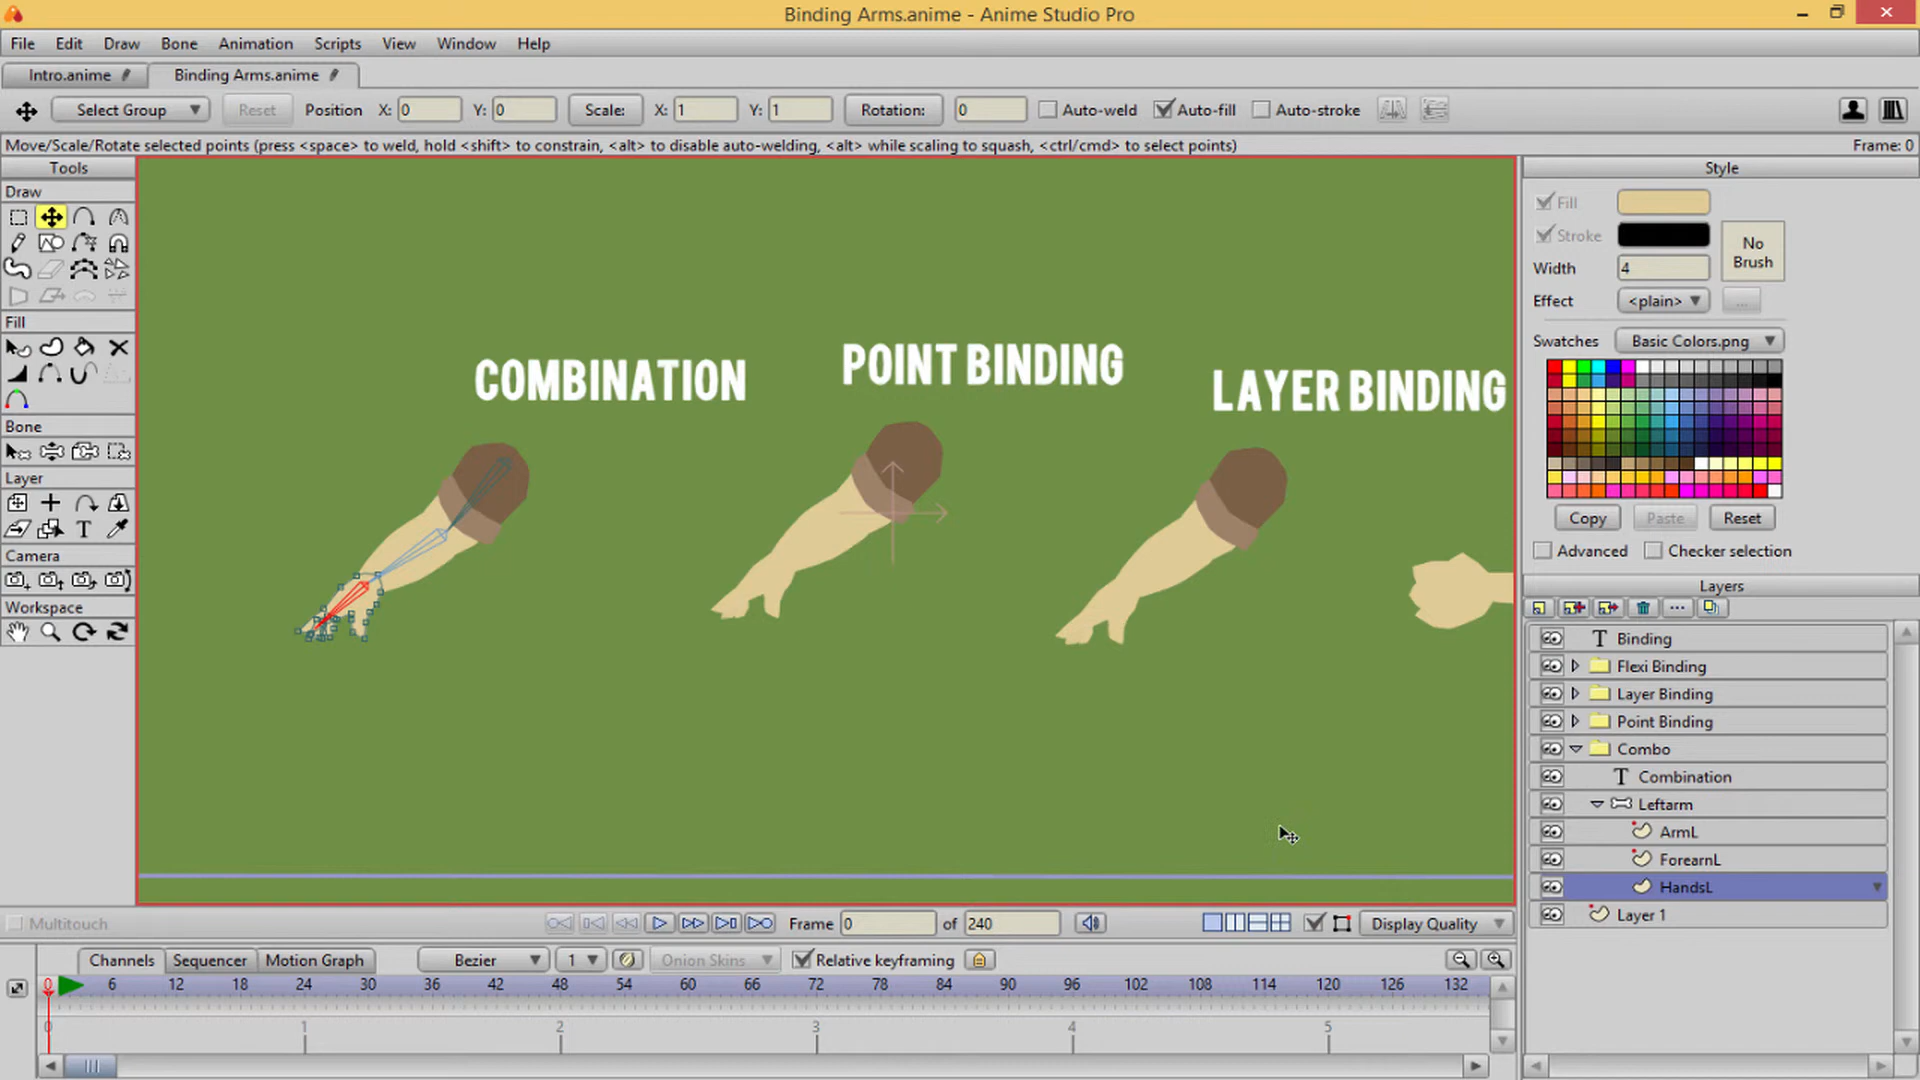 Binding Arms.anime - Anime Studio Pro
File Edit Draw Bone Animation Scripts View Window Help
Intro.anime Binding Arms.anime
Select Group Reset Position X: 0 Y: 0 Scale: X: 1 Y: 1 Rotation: 0 Auto-weld Auto-fill Auto-stroke
Move/Scale/Rotate selected points (press <space> to weld, hold <shift> to constrain, <alt> to disable auto-welding, <alt> while scaling to squash, <ctrl/cmd> to select points) Frame: 0
Tools
Draw
Fill
Bone
Layer
T
Camera
Workspace
COMBINATION
POINT BINDING
LAYER BINDING
Style
Fill
Stroke
No Brush
Width 4
Effect <plain> ...
Swatches Basic Colors.png
Copy Paste Reset
Advanced Checker selection
Layers
T Binding
Flexi Binding
Layer Binding
Point Binding
Combo
T Combination
Leftarm
ArmL
ForearnL
HandsL
Layer 1
Multitouch Frame 0 of 240 Display Quality
Channels Sequencer Motion Graph Bezier 1 Onion Skins Relative keyframing
0 6 12 18 24 30 36 42 48 54 60 66 72 78 84 90 96 102 108 114 120 126 132
0 1 2 3 4 5